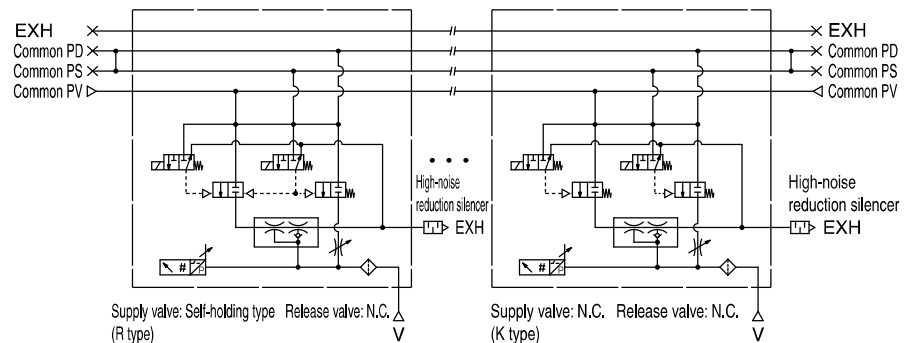 EXH
Common PD
Common PS
Common PV
EXH
Common PD
Common PS
Common PV
High-noise
reduction silencer
EXH
High-noise
reduction silencer
EXH
#
P
#
P
Supply valve: Self-holding type Release valve: N.C.
(R type)
V
Supply valve: N.C. Release valve: N.C.
(K type)
V